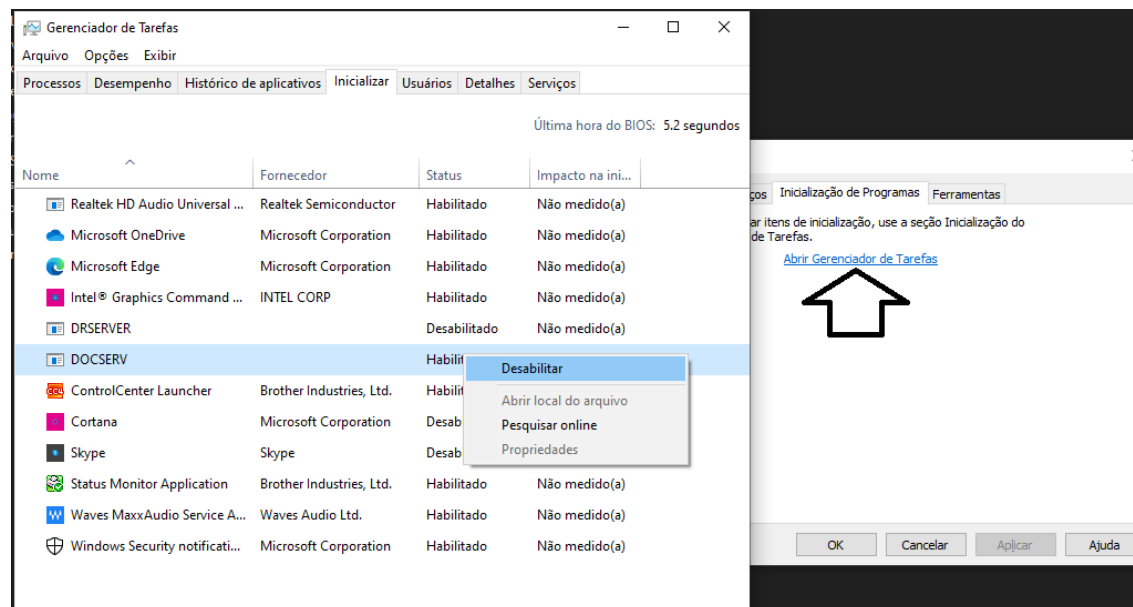 Gerenciador de Tarefas
Arquivo Opções Exibir
Processos Desempenho Histórico de aplicativos Inicializar Usuários Detalhes Serviços
Última hora do BIOS: 5.2 segundos
Nome Fornecedor Status Impacto na ini...
Realtek HD Audio Universal ... Realtek Semiconductor Habilitado Não medido(a)
Microsoft OneDrive Microsoft Corporation Habilitado Não medido(a)
Microsoft Edge Microsoft Corporation Habilitado Não medido(a)
Intel® Graphics Command ... INTEL CORP Habilitado Não medido(a)
DRSERVER Desabilitado Não medido(a)
DOCSERV Habilit
ControlCenter Launcher Brother Industries, Ltd. Habilit
Cortana Microsoft Corporation Desab
Skype Skype Desab
Status Monitor Application Brother Industries, Ltd. Habilitado Não medido(a)
Waves MaxxAudio Service A... Waves Audio Ltd. Habilitado Não medido(a)
Windows Security notificati... Microsoft Corporation Habilitado Não medido(a)
Desabilitar
Abrir local do arquivo
Pesquisar online
Propriedades
ços Inicialização de Programas Ferramentas
ar itens de inicialização, use a seção Inicialização do
de Tarefas.
Abrir Gerenciador de Tarefas
OK Cancelar Aplicar Ajuda